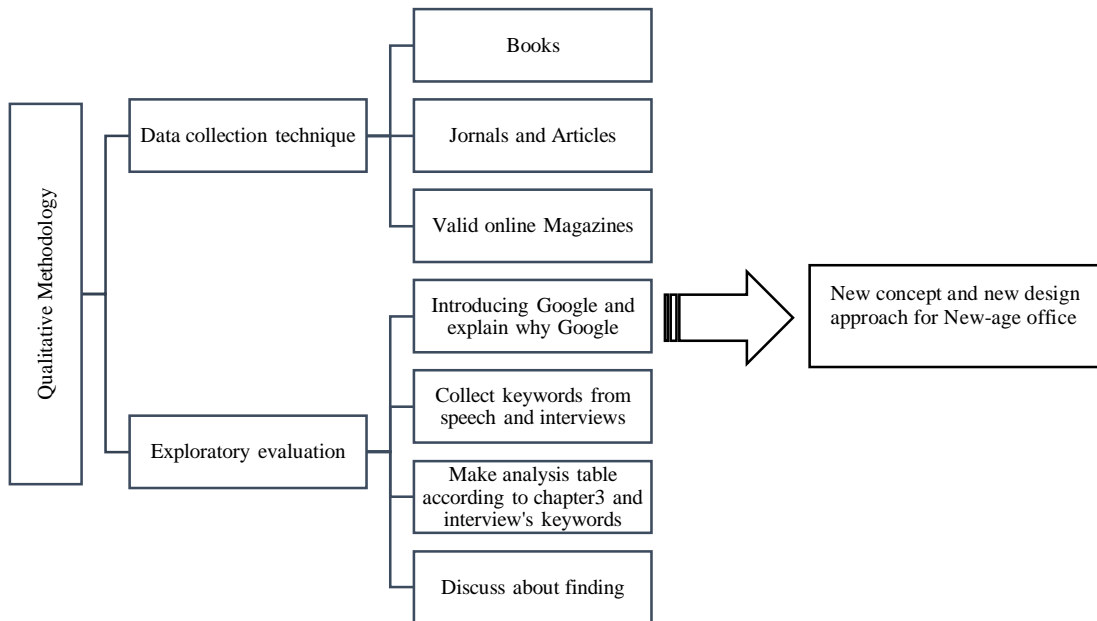 Qualitative Methodology
Data collection technique
Books
Jornals and Articles
Valid online Magazines
Exploratory evaluation
Introducing Google and
explain why Google
Collect keywords from
speech and interviews
Make analysis table
according to chapter3 and
interview's keywords
Discuss about finding
New concept and new design
approach for New-age office